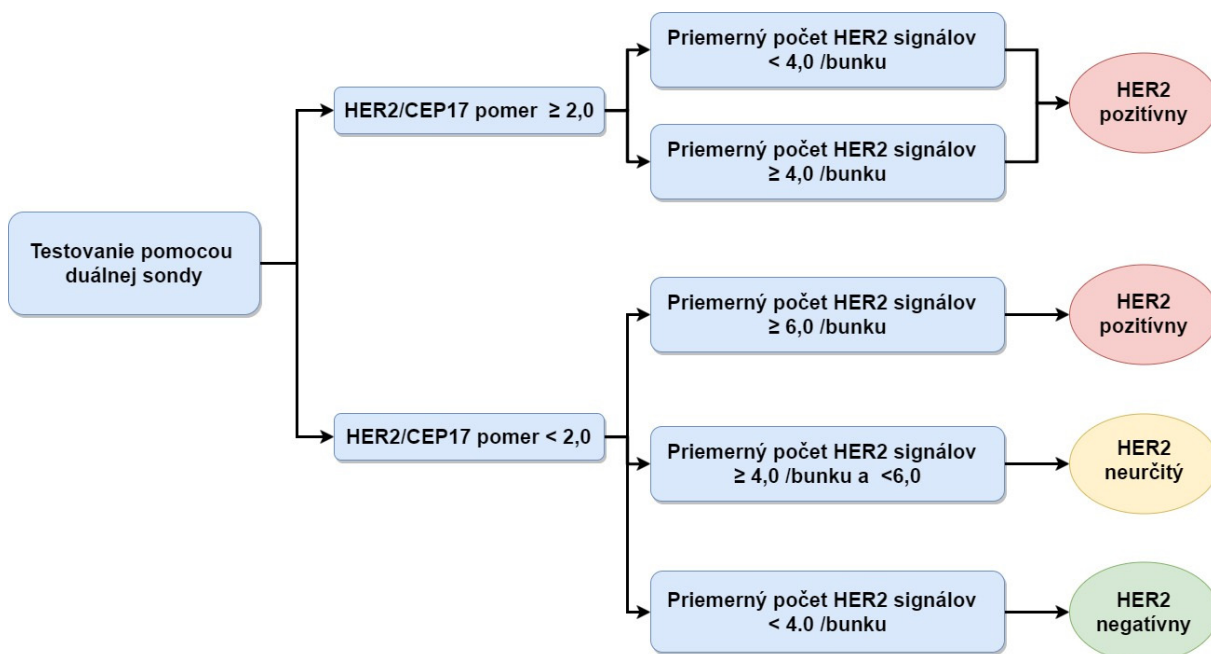 Testovanie pomocou
duálnej sondy
HER2/CEP17 pomer ≥ 2,0
Priemerný počet HER2 signálov
< 4,0 /bunku
Priemerný počet HER2 signálov
≥ 4,0 /bunku
HER2
pozitívny
HER2/CEP17 pomer < 2,0
Priemerný počet HER2 signálov
≥ 6,0 /bunku
HER2
pozitívny
Priemerný počet HER2 signálov
≥ 4,0 /bunku a <6,0
HER2
neurčitý
Priemerný počet HER2 signálov
< 4.0 /bunku
HER2
negatívny